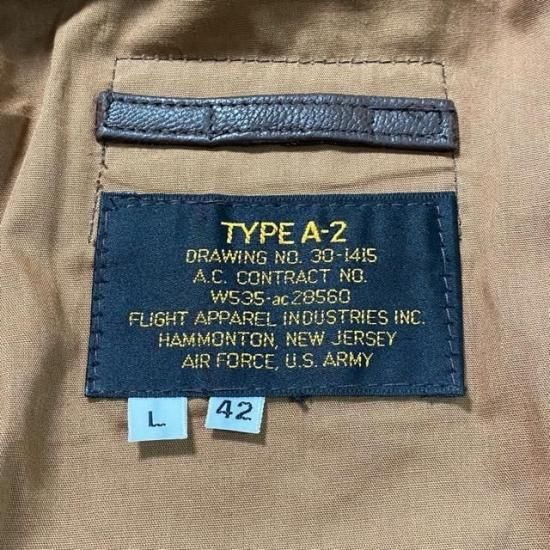 TYPE A-2
DRAWING NO. 30-1415
A.C. CONTRACT NO.
W535-ac28560
FLIGHT APPAREL INDUSTRIES INC.
HAMMONTON, NEW JERSEY
AIR FORCE, U.S. ARMY
L 42